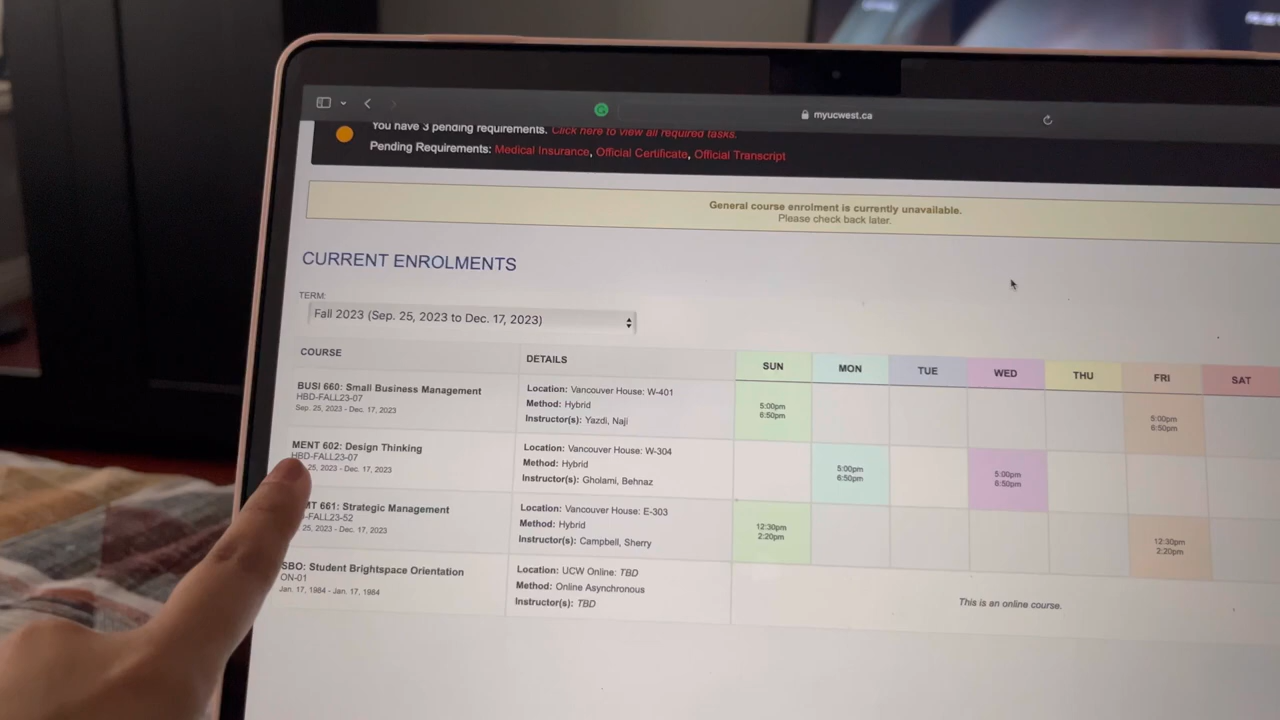 myucwest.ca
You have 3 pending requirements. Click here to view all required tasks.
Pending Requirements: Medical Insurance, Official Certificate, Official Transcript
General course enrolment is currently unavailable.
Please check back later.
CURRENT ENROLMENTS
TERM:
Fall 2023 (Sep. 25, 2023 to Dec. 17, 2023)
COURSE DETAILS SUN MON TUE WED THU FRI SAT
BUSI 660: Small Business Management
HBD-FALL23-07
Sep. 25, 2023 - Dec. 17, 2023
Location: Vancouver House: W-401
Method: Hybrid
Instructor(s): Yazdi, Naji
5:00pm
6:50pm
5:00pm
6:50pm
MENT 602: Design Thinking
HBD-FALL23-07
25, 2023 - Dec. 17, 2023
Location: Vancouver House: W-304
Method: Hybrid
Instructor(s): Gholami, Behnaz
5:00pm
6:50pm
5:00pm
6:50pm
MT 661: Strategic Management
-FALL23-52
25, 2023 - Dec. 17, 2023
Location: Vancouver House: E-303
Method: Hybrid
Instructor(s): Campbell, Sherry
12:30pm
2:20pm
12:30pm
2:20pm
SBO: Student Brightspace Orientation
ON-01
Jan. 17, 1984 - Jan. 17, 1984
Location: UCW Online: TBD
Method: Online Asynchronous
Instructor(s): TBD
This is an online course.